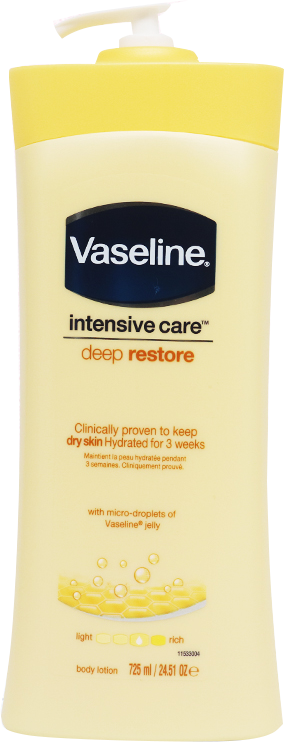 Vaseline®
intensive care™
deep restore
Clinically proven to keep
dry skin Hydrated for 3 weeks
Maintient la peau hydratée pendant
3 semaines. Cliniquement prouvé.
with micro-droplets of
Vaseline® jelly
light rich
11533004
body lotion 725 ml / 24.51 OZ ℮